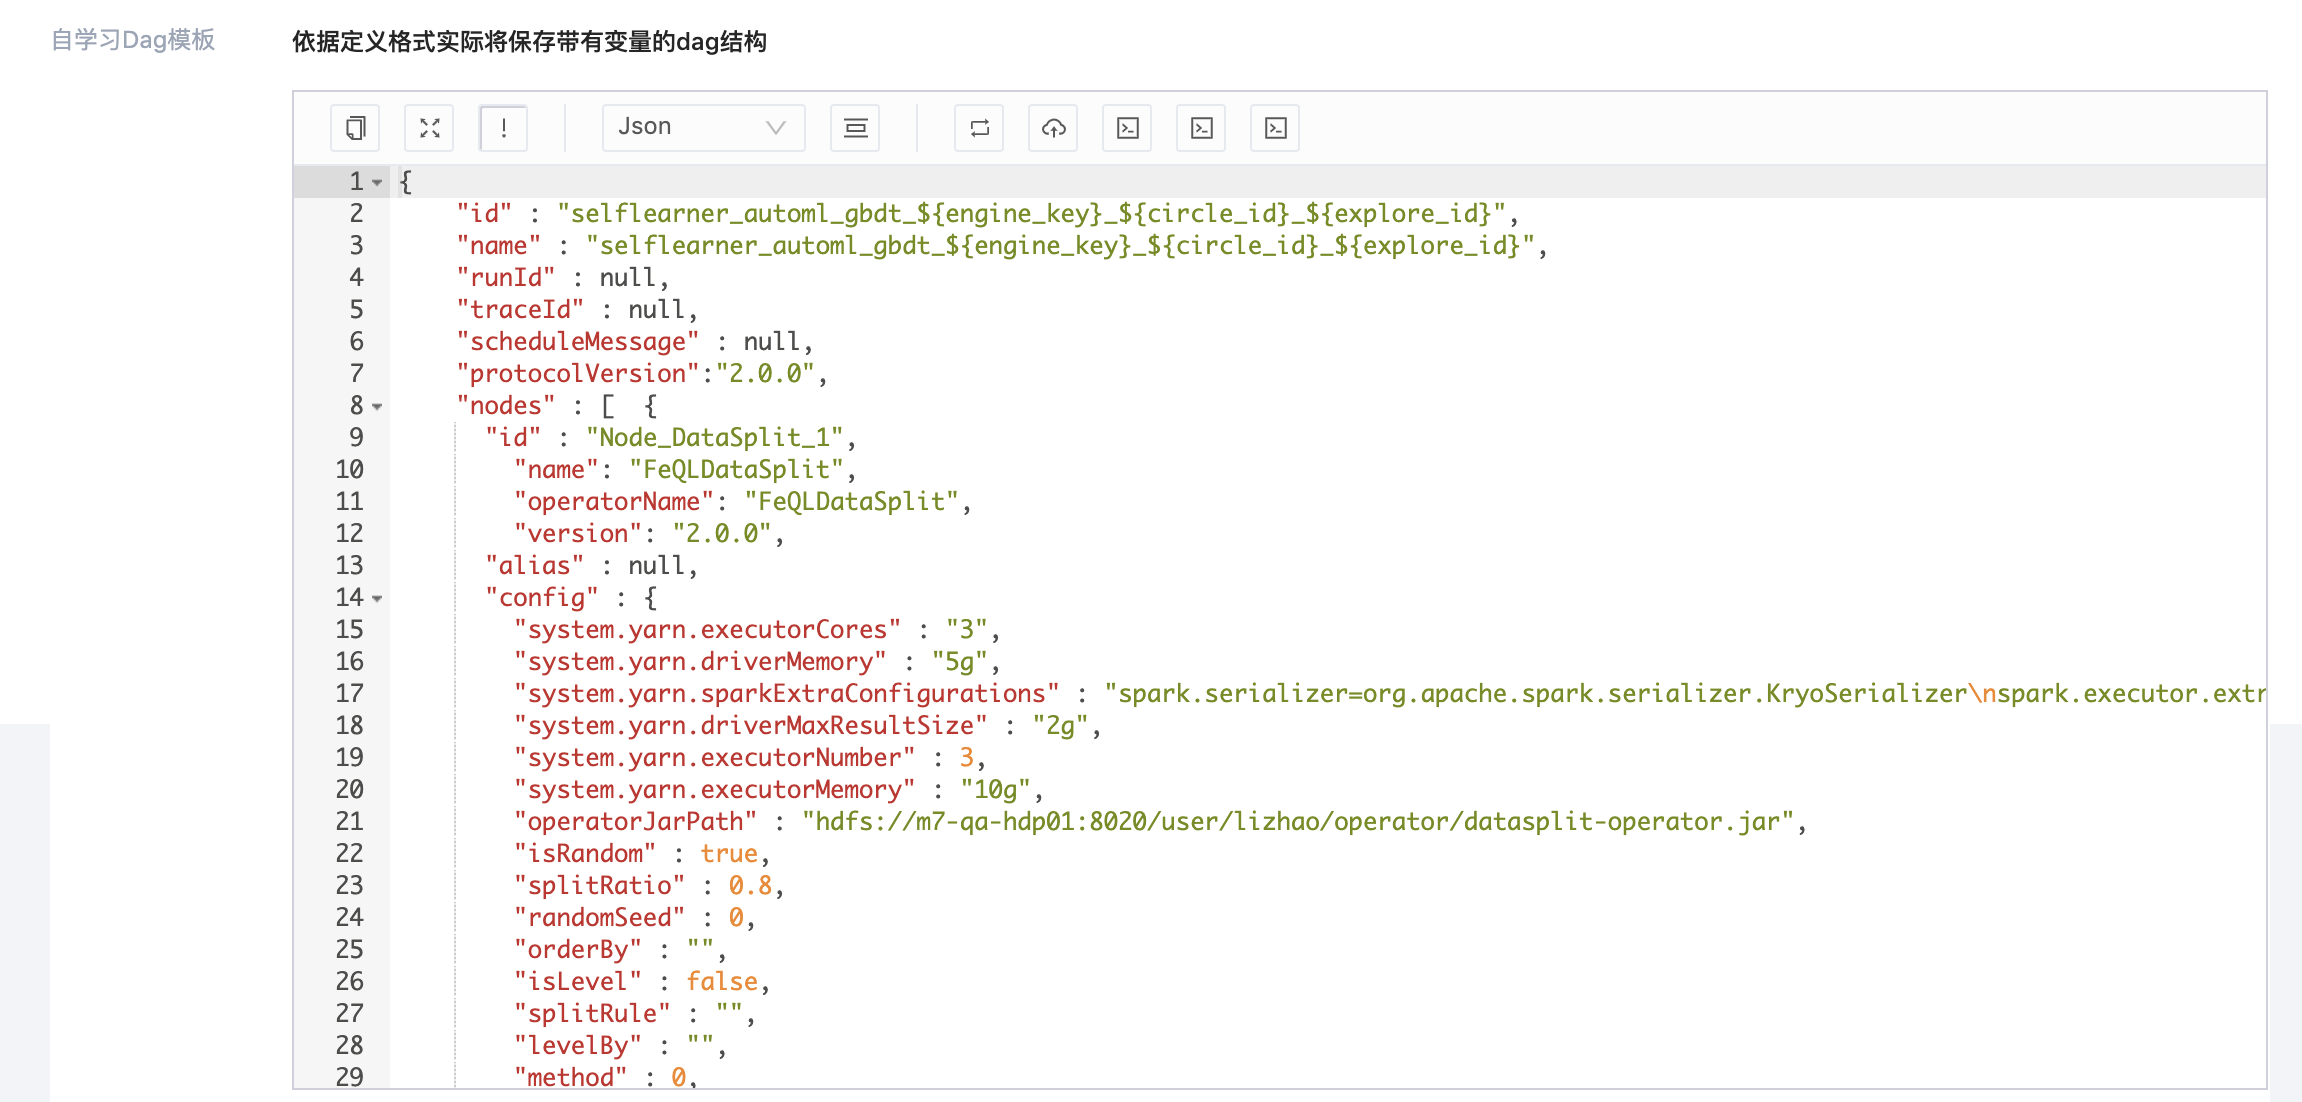 自学习Dag模板
依据定义格式实际将保存带有变量的dag结构
!
Json
1 {
2 "id" : "selflearner_automl_gbdt_${engine_key}_${circle_id}_${explore_id}",
3 "name" : "selflearner_automl_gbdt_${engine_key}_${circle_id}_${explore_id}",
4 "runId" : null,
5 "traceId" : null,
6 "scheduleMessage" : null,
7 "protocolVersion":"2.0.0",
8 "nodes" : [  {
9 "id" : "Node_DataSplit_1",
10 "name": "FeQLDataSplit",
11 "operatorName": "FeQLDataSplit",
12 "version": "2.0.0",
13 "alias" : null,
14 "config" : {
15 "system.yarn.executorCores" : "3",
16 "system.yarn.driverMemory" : "5g",
17 "system.yarn.sparkExtraConfigurations" : "spark.serializer=org.apache.spark.serializer.KryoSerializer\nspark.executor.extr
18 "system.yarn.driverMaxResultSize" : "2g",
19 "system.yarn.executorNumber" : 3,
20 "system.yarn.executorMemory" : "10g",
21 "operatorJarPath" : "hdfs://m7-qa-hdp01:8020/user/lizhao/operator/datasplit-operator.jar",
22 "isRandom" : true,
23 "splitRatio" : 0.8,
24 "randomSeed" : 0,
25 "orderBy" : "",
26 "isLevel" : false,
27 "splitRule" : "",
28 "levelBy" : "",
29 "method" : 0,